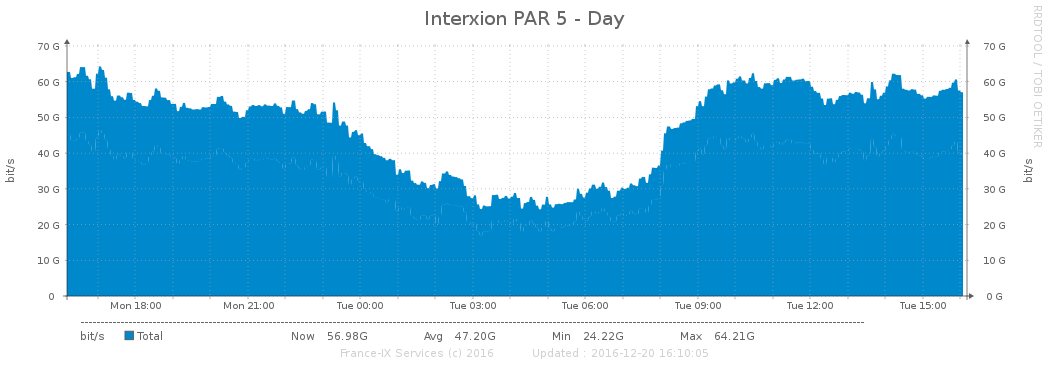 Interxion PAR 5 - Day
RRDTOOL / TOBI OETIKER
70 G 70 G
60 G 60 G
50 G 50 G
40 G 40 G
30 G 30 G
20 G 20 G
10 G 10 G
0 0 G
bit/s
bit/s
Mon 18:00 Mon 21:00 Tue 00:00 Tue 03:00 Tue 06:00 Tue 09:00 Tue 12:00 Tue 15:00
bit/s Total Now 56.98G Avg 47.20G Min 24.22G Max 64.21G
France-IX Services (c) 2016 Updated : 2016-12-20 16:10:05